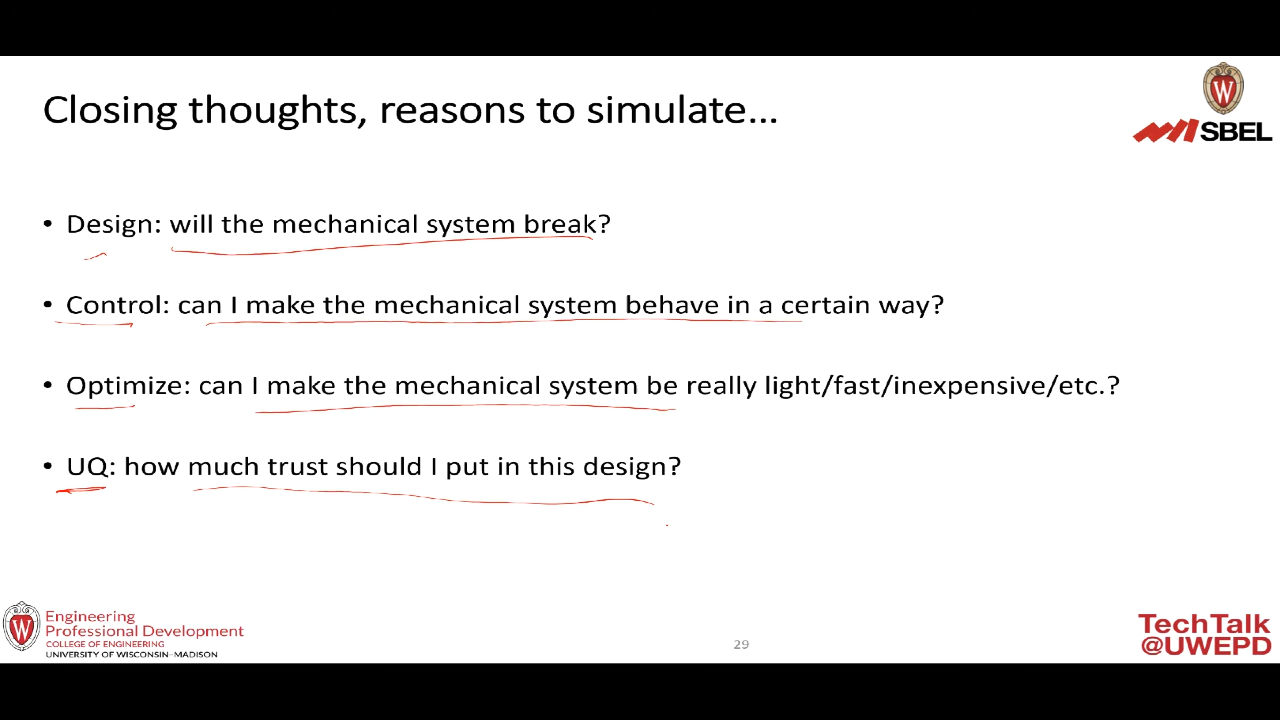 Closing thoughts, reasons to simulate…
W
SBEL
• Design: will the mechanical system break?
• Control: can I make the mechanical system behave in a certain way?
• Optimize: can I make the mechanical system be really light/fast/inexpensive/etc.?
• UQ: how much trust should I put in this design?
W
Engineering
Professional Development
COLLEGE OF ENGINEERING
UNIVERSITY OF WISCONSIN–MADISON
29
TechTalk
@UWEPD